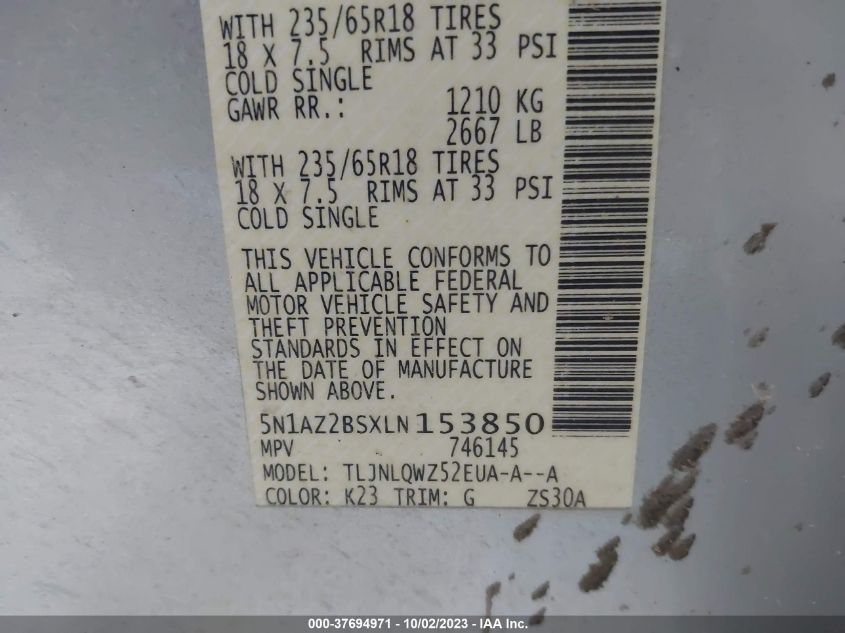 WITH 235/65R18 TIRES
18 X 7.5 RIMS AT 33 PSI
COLD SINGLE
GAWR RR.: 1210 KG
2667 LB
WITH 235/65R18 TIRES
18 X 7.5 RIMS AT 33 PSI
COLD SINGLE
THIS VEHICLE CONFORMS TO
ALL APPLICABLE FEDERAL
MOTOR VEHICLE SAFETY AND
THEFT PREVENTION
STANDARDS IN EFFECT ON
THE DATE OF MANUFACTURE
SHOWN ABOVE.
5N1AZ2BSXLN153850
MPV 746145
MODEL: TLJNLQWZ52EUA-A--A
COLOR: K23 TRIM: G ZS30A
000-37694971 - 10/02/2023 - IAA Inc.